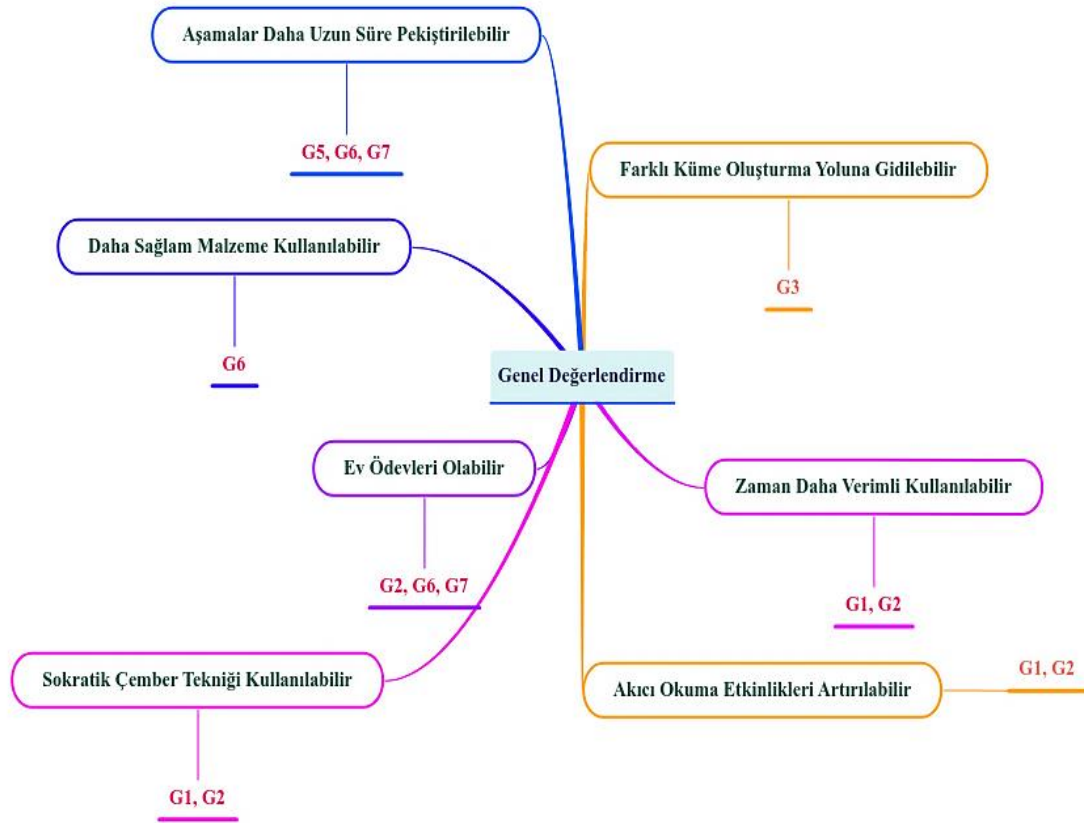 Aşamalar Daha Uzun Süre Pekiştirilebilir
G5, G6, G7
Farklı Küme Oluşturma Yoluna Gidilebilir
G3
Daha Sağlam Malzeme Kullanılabilir
G6
Genel Değerlendirme
Ev Ödevleri Olabilir
G2, G6, G7
Zaman Daha Verimli Kullanılabilir
G1, G2
Sokratik Çember Tekniği Kullanılabilir
G1, G2
Akıcı Okuma Etkinlikleri Artırılabilir
G1, G2